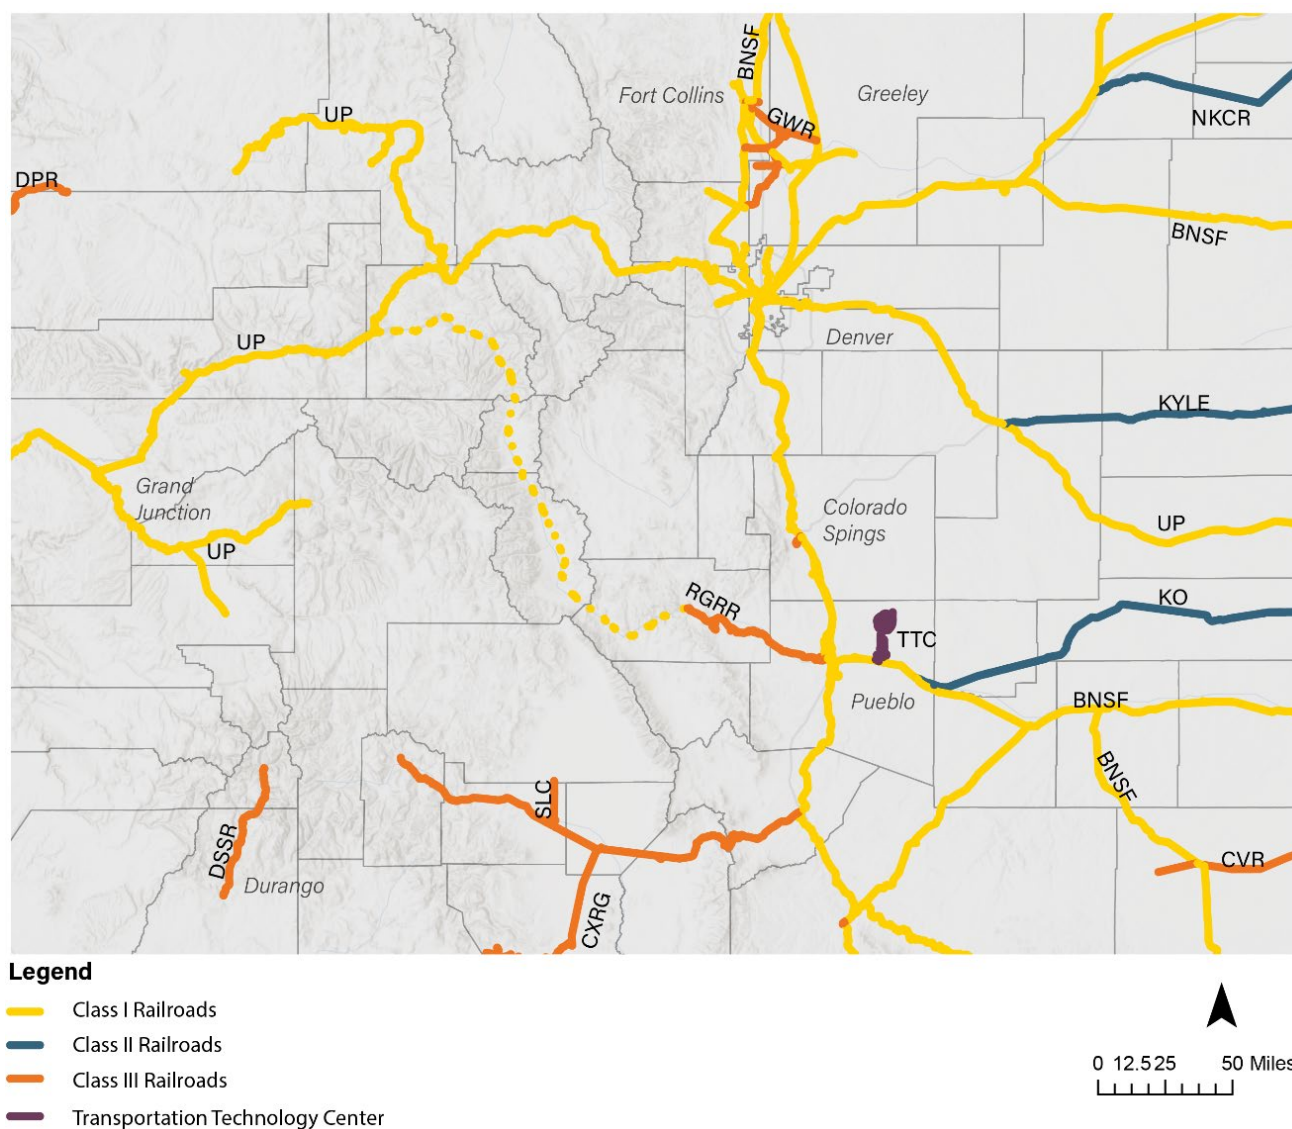 BNSF
Fort Collins
Greeley
UP
GWR
NKCR
DPR
BNSF
UP
Denver
KYLE
Grand
Junction
Colorado
Spings
UP
UP
RGRR
KO
TTC
Pueblo
BNSF
BNSF
SLC
DSSR
Durango
CXRG
CVR
Legend
Class I Railroads
Class II Railroads
Class III Railroads
Transportation Technology Center
0 12.5 25 50 Miles